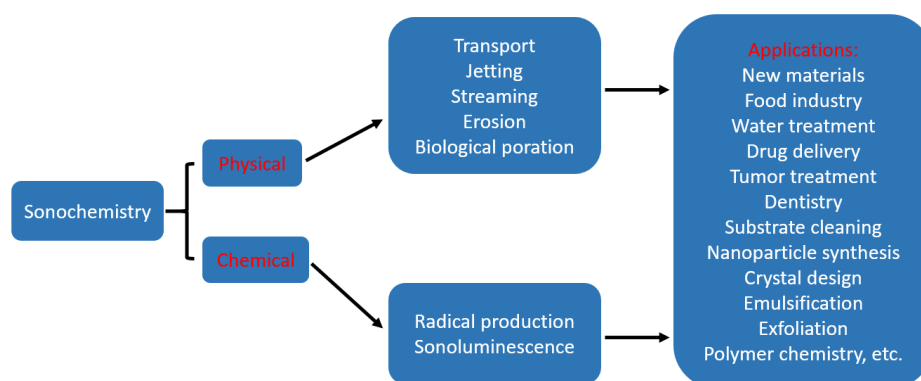 Sonochemistry
Physical
Chemical
Transport
Jetting
Streaming
Erosion
Biological poration
Radical production
Sonoluminescence
Applications:
New materials
Food industry
Water treatment
Drug delivery
Tumor treatment
Dentistry
Substrate cleaning
Nanoparticle synthesis
Crystal design
Emulsification
Exfoliation
Polymer chemistry, etc.